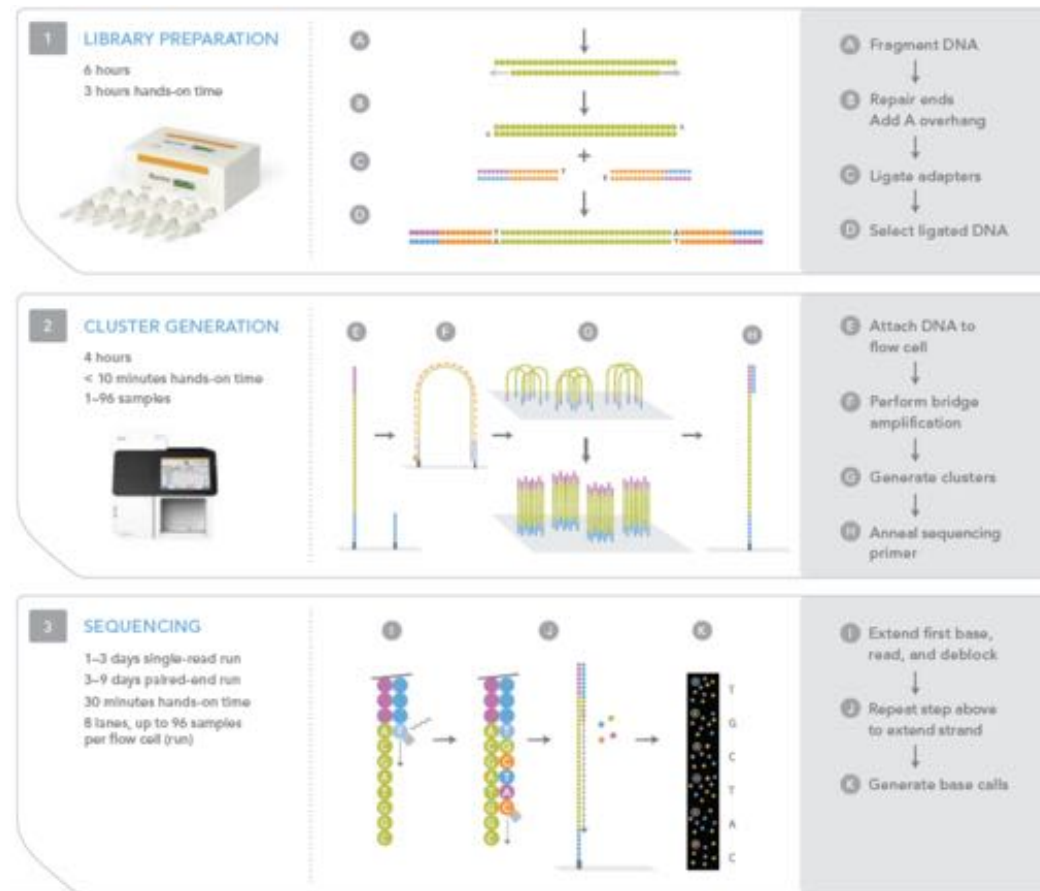 1
LIBRARY PREPARATION
6 hours
3 hours hands-on time
A
B
C
D
A
A
+
T
T
T
A
A
T
A Fragment DNA
B Repair ends
Add A overhang
C Ligate adapters
D Select ligated DNA
2
CLUSTER GENERATION
4 hours
< 10 minutes hands-on time
1–96 samples
E
F
G
H
E Attach DNA to
flow cell
F Perform bridge
amplification
G Generate clusters
H Anneal sequencing
primer
3
SEQUENCING
1–3 days single-read run
3–9 days paired-end run
30 minutes hands-on time
8 lanes, up to 96 samples
per flow cell (run)
I
J
K
A T
C
G
A
T
G
C
A T
C G
G C
A T
T A
G C
C
T
G
C
T
A
C
I Extend first base,
read, and deblock
J Repeat step above
to extend strand
K Generate base calls